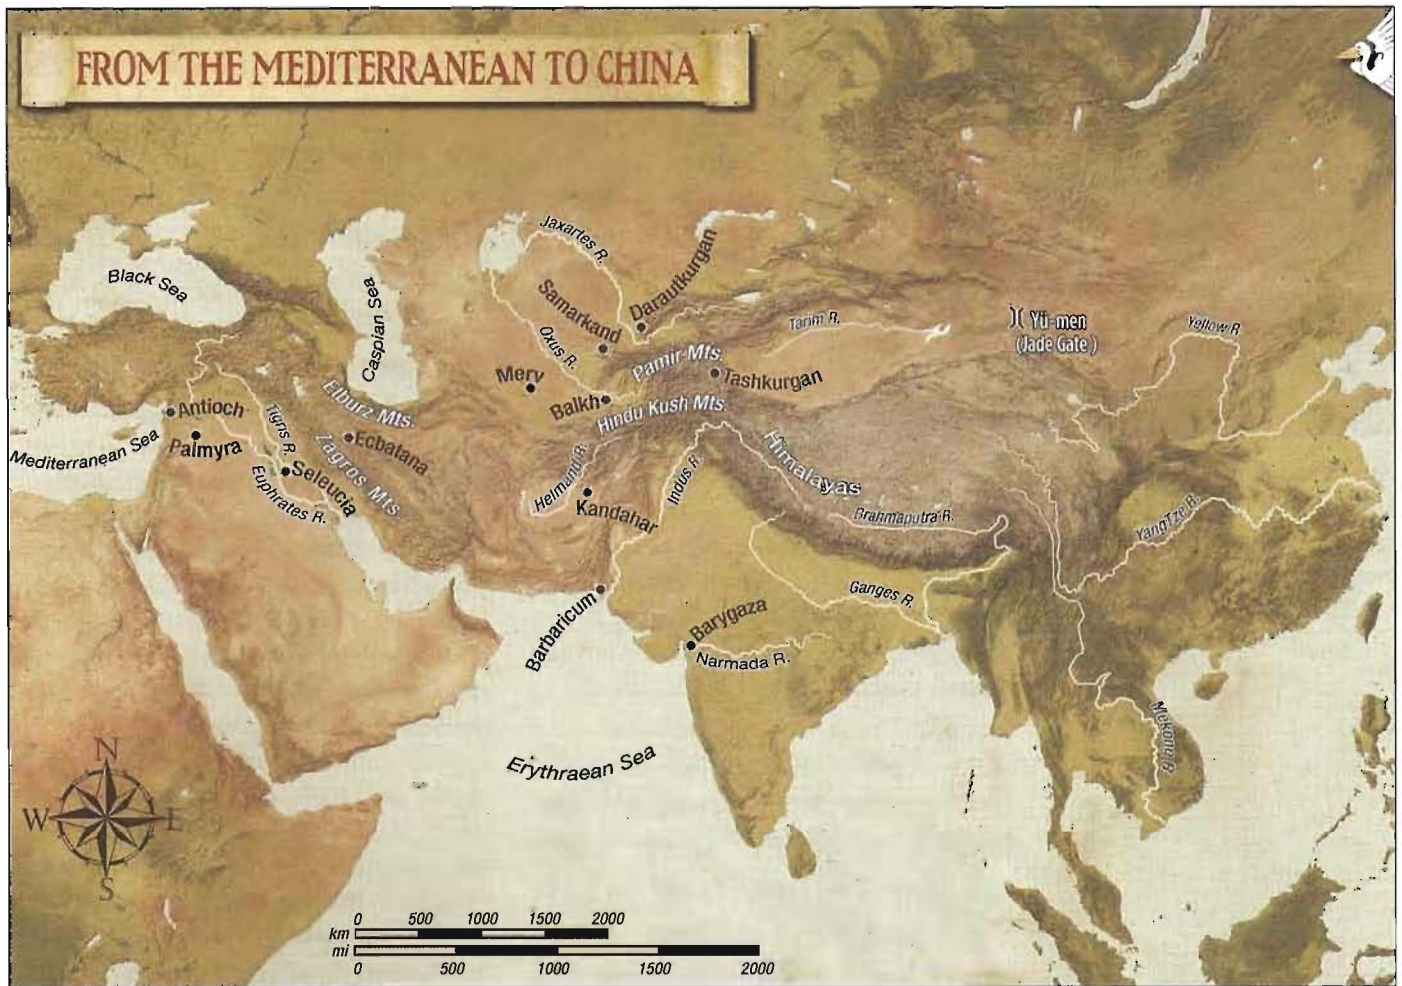 FROM THE MEDITERRANEAN TO CHINA
Black Sea
Caspian Sea
Jaxartes R.
Darautkurgan
Samarkand
Oxus R.
Pamir Mts.
Tarim R.
Yü-men
(Jade Gate)
Yellow R.
Merv
Balkh
Tashkurgan
Hindu Kush Mts.
Elburz Mts.
Antioch
Mediterranean Sea
Palmyra
Tigris R.
Ecbatana
Zagros Mts.
Seleucia
Euphrates R.
Helmand R.
Kandahar
Indus R.
Himalayas
Brahmaputra R.
YangTze R.
Ganges R.
Barbaricum
Barygaza
Narmada R.
Mekong R.
Erythraean Sea
N
W
S
0 500 1000 1500 2000
km
mi
0 500 1000 1500 2000